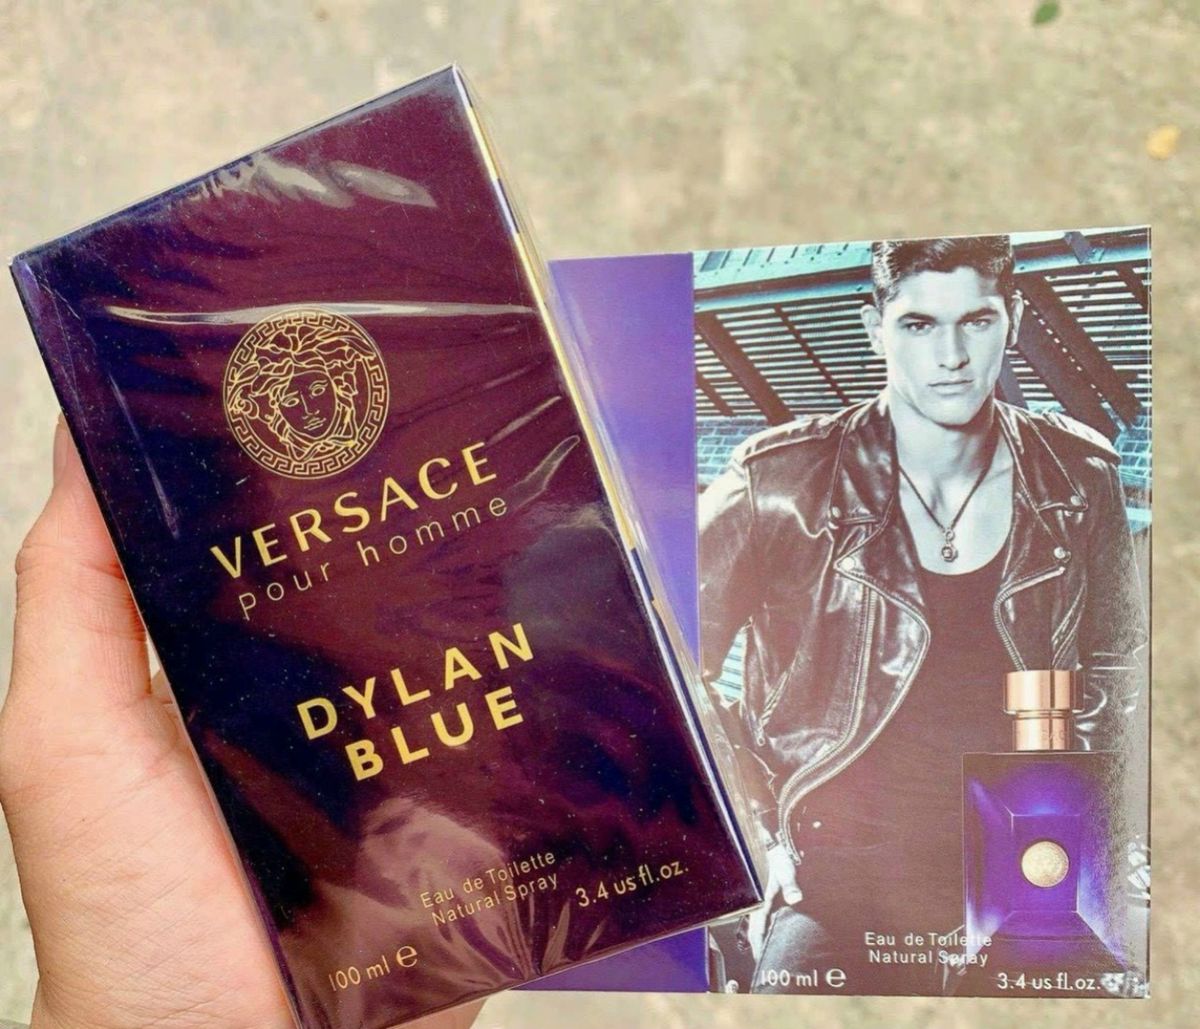 VERSACE
pour homme
DYLAN
BLUE
Eau de Toilette
Natural Spray
3.4 us fl.oz.
100 ml e
Eau de Toilette
Natural Spray
100 ml e
3.4 us fl.oz.